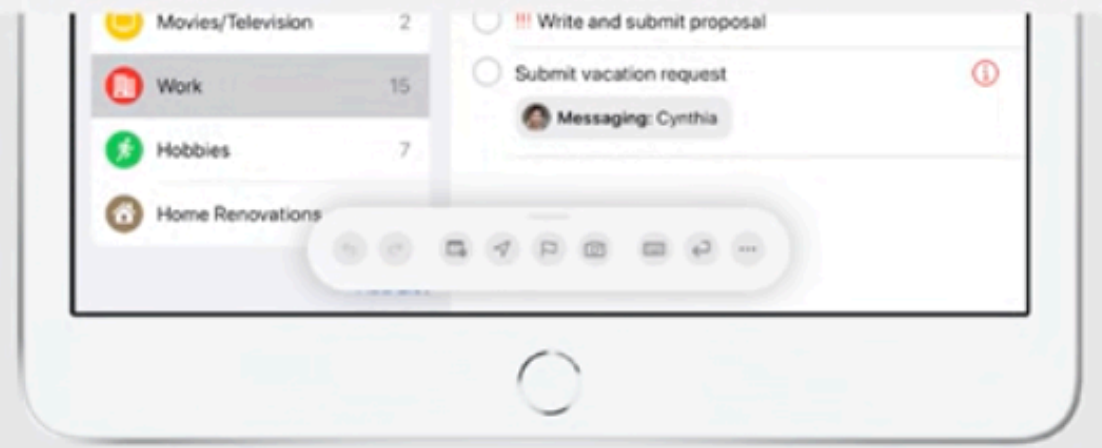 Movies/Television 2
Work 15
Hobbies 7
Home Renovations
!!! Write and submit proposal
Submit vacation request
Messaging: Cynthia